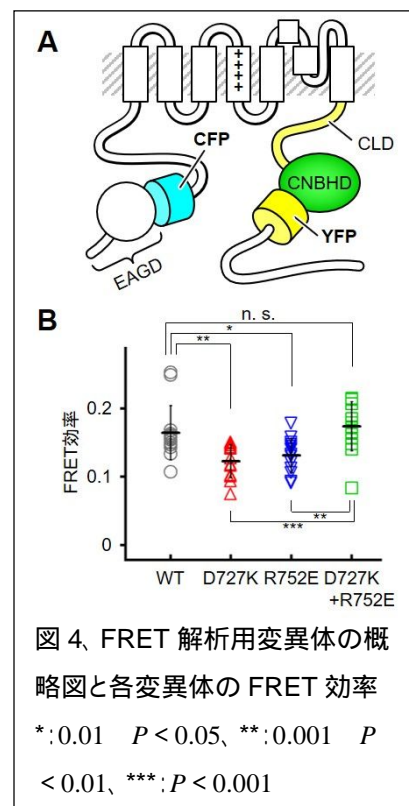 A
++++
CFP
CLD
CNBHD
YFP
EAGD
B
n. s.
*
**
FRET効率
0.2
0.1
0
**
***
WT D727K R752E D727K
+R752E
図 4、FRET 解析用変異体の概
略図と各変異体の FRET 効率
*:0.01 P < 0.05、**:0.001 P
< 0.01、***:P < 0.001